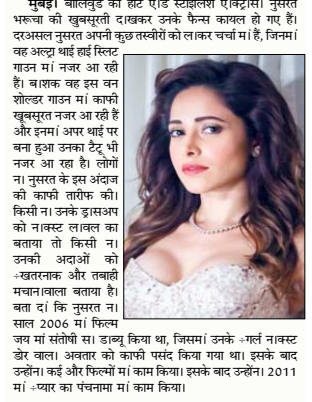 मुंबई। बॉलिवुड की हॉट एंड स्टाइलिश एक्ट्रेस। नुसरत
भरूचा की खुबसूरती द।खकर उनके फैन्स कायल हो गए हैं।
दरअसल नुसरत अपनी कुछ तस्वीरों को ल।कर चर्चा म। हैं, जिनम।
वह अल्ट्रा थाई हाई स्लिट
गाउन म। नजर आ रही
हैं। ब।शक वह इस वन
शोल्डर गाउन म। काफी
खूबसूरत नजर आ रही हैं
और इनम। अपर थाई पर
बना हुआ उनका टैटू भी
नजर आ रहा है। लोगों
न। नुसरत के इस अंदाज
की काफी तारीफ की।
किसी न। उनके ड्र।सअप
को न।क्स्ट ल।वल का
बताया तो किसी न।
उनकी अदाओं को
÷खतरनाक और तबाही
मचान।वाला बताया है।
बता द। कि नुसरत न।
साल 2006 म। फिल्म
जय मां संतोषी स। डाब्यू किया था, जिसम। उनके ÷गर्ल न।क्स्ट
डोर वाल। अवतार को काफी पसंद किया गया था। इसके बाद
उन्होंन। कई और फिल्मों म। काम किया। इसके बाद उन्होंन। 2011
म। ÷प्यार का पंचनामा म। काम किया।